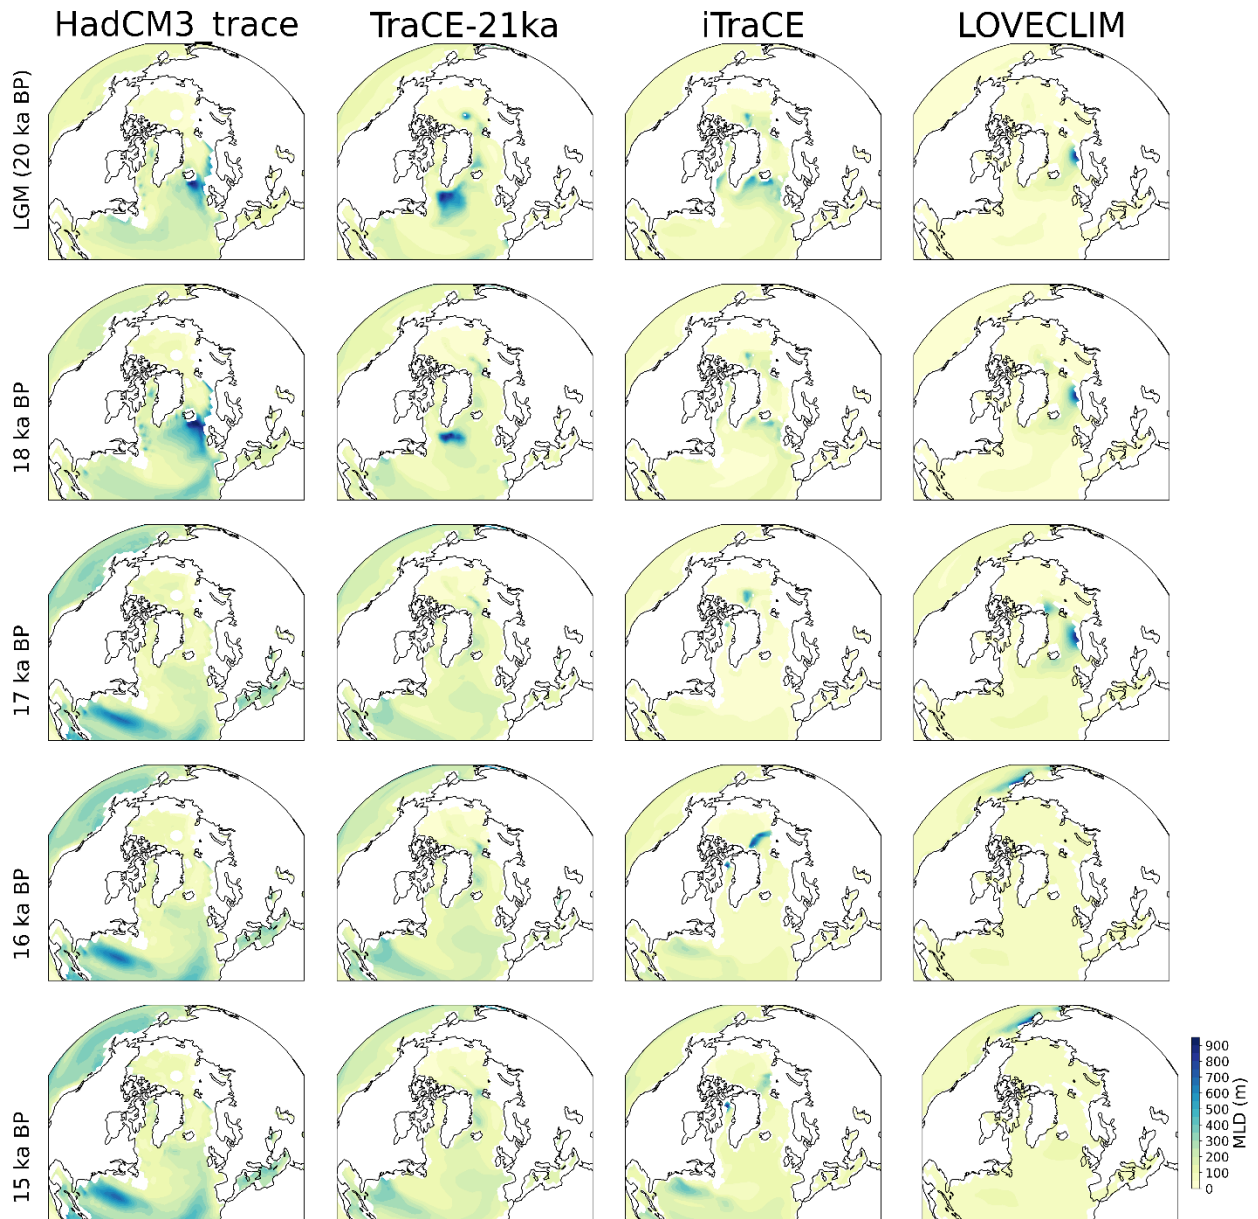 HadCM3_trace TraCE-21ka iTraCE LOVECLIM
LGM (20 ka BP)
18 ka BP
17 ka BP
16 ka BP
15 ka BP
900
800
700
600
500
400
300
200
100
0
MLD (m)